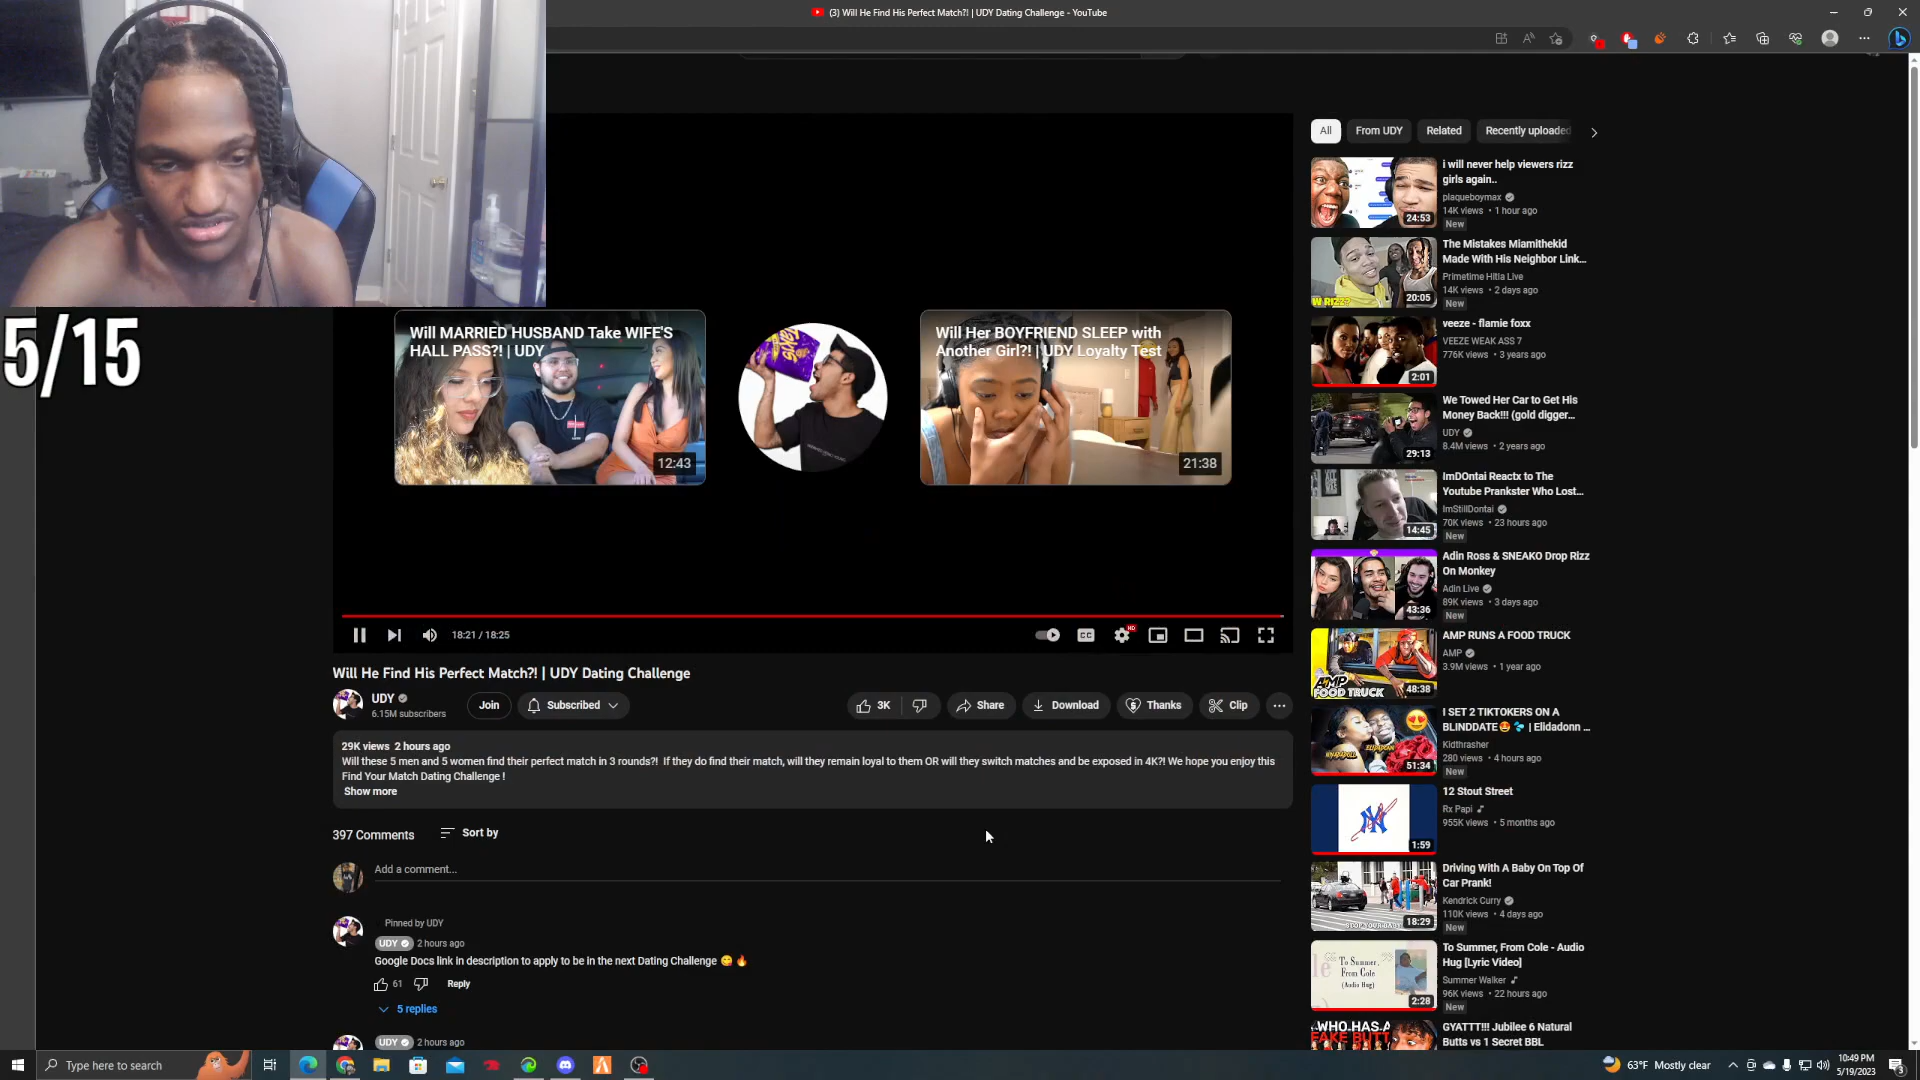 (3) Will He Find His Perfect Match?! | UDY Dating Challenge - YouTube
5/15
Will MARRIED HUSBAND Take WIFE'S
HALL PASS?! | UDY
12:43
Will Her BOYFRIEND SLEEP with
Another Girl?! | UDY Loyalty Test
21:38
18:21 / 18:25
HD
CC
Will He Find His Perfect Match?! | UDY Dating Challenge
UDY
6.15M subscribers
Join
Subscribed
3K
Share
Download
Thanks
Clip
29K views 2 hours ago
Will these 5 men and 5 women find their perfect match in 3 rounds?! If they do find their match, will they remain loyal to them OR will they switch matches and be exposed in 4K?! We hope you enjoy this
Find Your Match Dating Challenge !
Show more
397 Comments
Sort by
Add a comment...
Pinned by UDY
UDY 2 hours ago
Google Docs link in description to apply to be in the next Dating Challenge 😋 🔥
61
Reply
5 replies
UDY 2 hours ago
All
From UDY
Related
Recently uploaded
i will never help viewers rizz
girls again..
plaqueboymax
14K views • 1 hour ago
New
24:53
The Mistakes Miamithekid
Made With His Neighbor Link...
Primetime Hitla Live
14K views • 2 days ago
New
W RIZZ?
20:05
veeze - flamie foxx
VEEZE WEAK ASS 7
776K views • 3 years ago
2:01
We Towed Her Car to Get His
Money Back!!! (gold digger...
UDY
8.4M views • 2 years ago
29:13
ImDOntai Reactx to The
Youtube Prankster Who Lost...
ImStillDontai
70K views • 23 hours ago
New
14:45
Adin Ross & SNEAKO Drop Rizz
On Monkey
Adin Live
89K views • 3 days ago
New
43:36
AMP RUNS A FOOD TRUCK
AMP
3.9M views • 1 year ago
AMP
FOOD TRUCK
48:38
I SET 2 TIKTOKERS ON A
BLINDDATE😍 💦 | Elidadonn ...
Kidthrasher
280 views • 4 hours ago
New
51:34
12 Stout Street
Rx Papi
955K views • 5 months ago
1:59
Driving With A Baby On Top Of
Car Prank!
Kendrick Curry
110K views • 4 days ago
New
18:29
To Summer, From Cole - Audio
Hug [Lyric Video]
Summer Walker
96K views • 22 hours ago
New
To Summer,
From Cole
(Audio Hug)
2:28
GYATTT!!! Jubilee 6 Natural
Butts vs 1 Secret BBL
WHO HAS A
FAKE BUTT
Type here to search
63°F Mostly clear
10:49 PM
5/19/2023
3